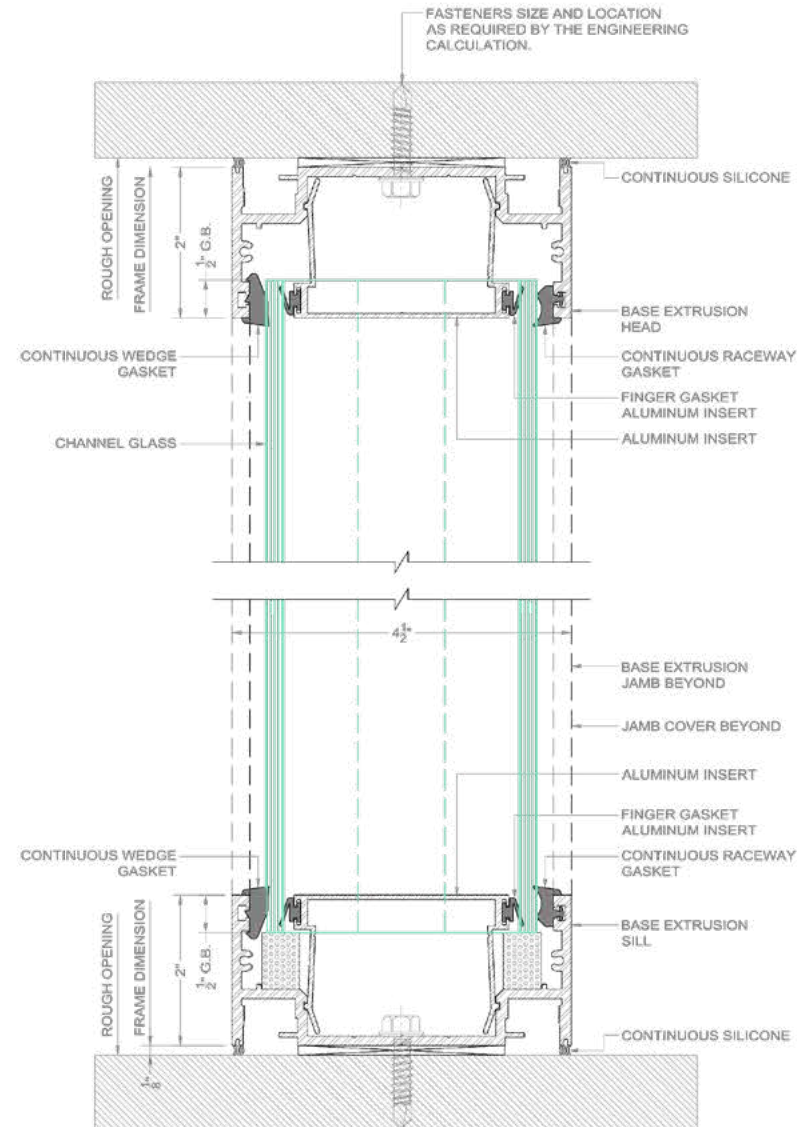 FASTENERS SIZE AND LOCATION
AS REQUIRED BY THE ENGINEERING
CALCULATION.
ROUGH OPENING
FRAME DIMENSION
2"
1/2" G.B.
CONTINUOUS SILICONE
BASE EXTRUSION
HEAD
CONTINUOUS WEDGE
GASKET
CONTINUOUS RACEWAY
GASKET
FINGER GASKET
ALUMINUM INSERT
CHANNEL GLASS
ALUMINUM INSERT
4 1/2"
BASE EXTRUSION
JAMB BEYOND
JAMB COVER BEYOND
ALUMINUM INSERT
FINGER GASKET
ALUMINUM INSERT
CONTINUOUS WEDGE
GASKET
CONTINUOUS RACEWAY
GASKET
BASE EXTRUSION
SILL
ROUGH OPENING
FRAME DIMENSION
2"
1/2" G.B.
CONTINUOUS SILICONE
1/8"